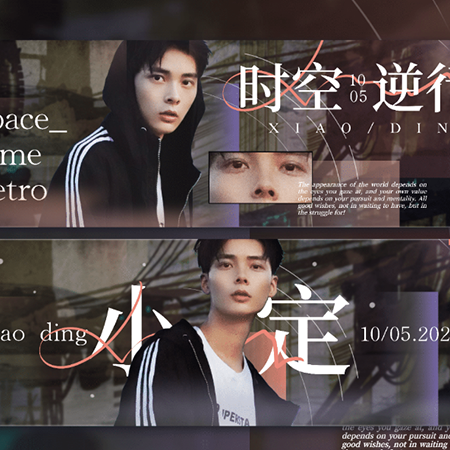 pace_
me
etro
时空 10 05 逆行
XIAO/DIN
The appearance of the world depends on
the eyes you gaze at, and your own value
depends on your pursuit and mentality. All
good wishes, not in waiting to have, but in
the struggle for!
ao ding
小定
10/05.202
the eyes you gaze at, and y
depends on your pursuit and
good wishes, not in waiting